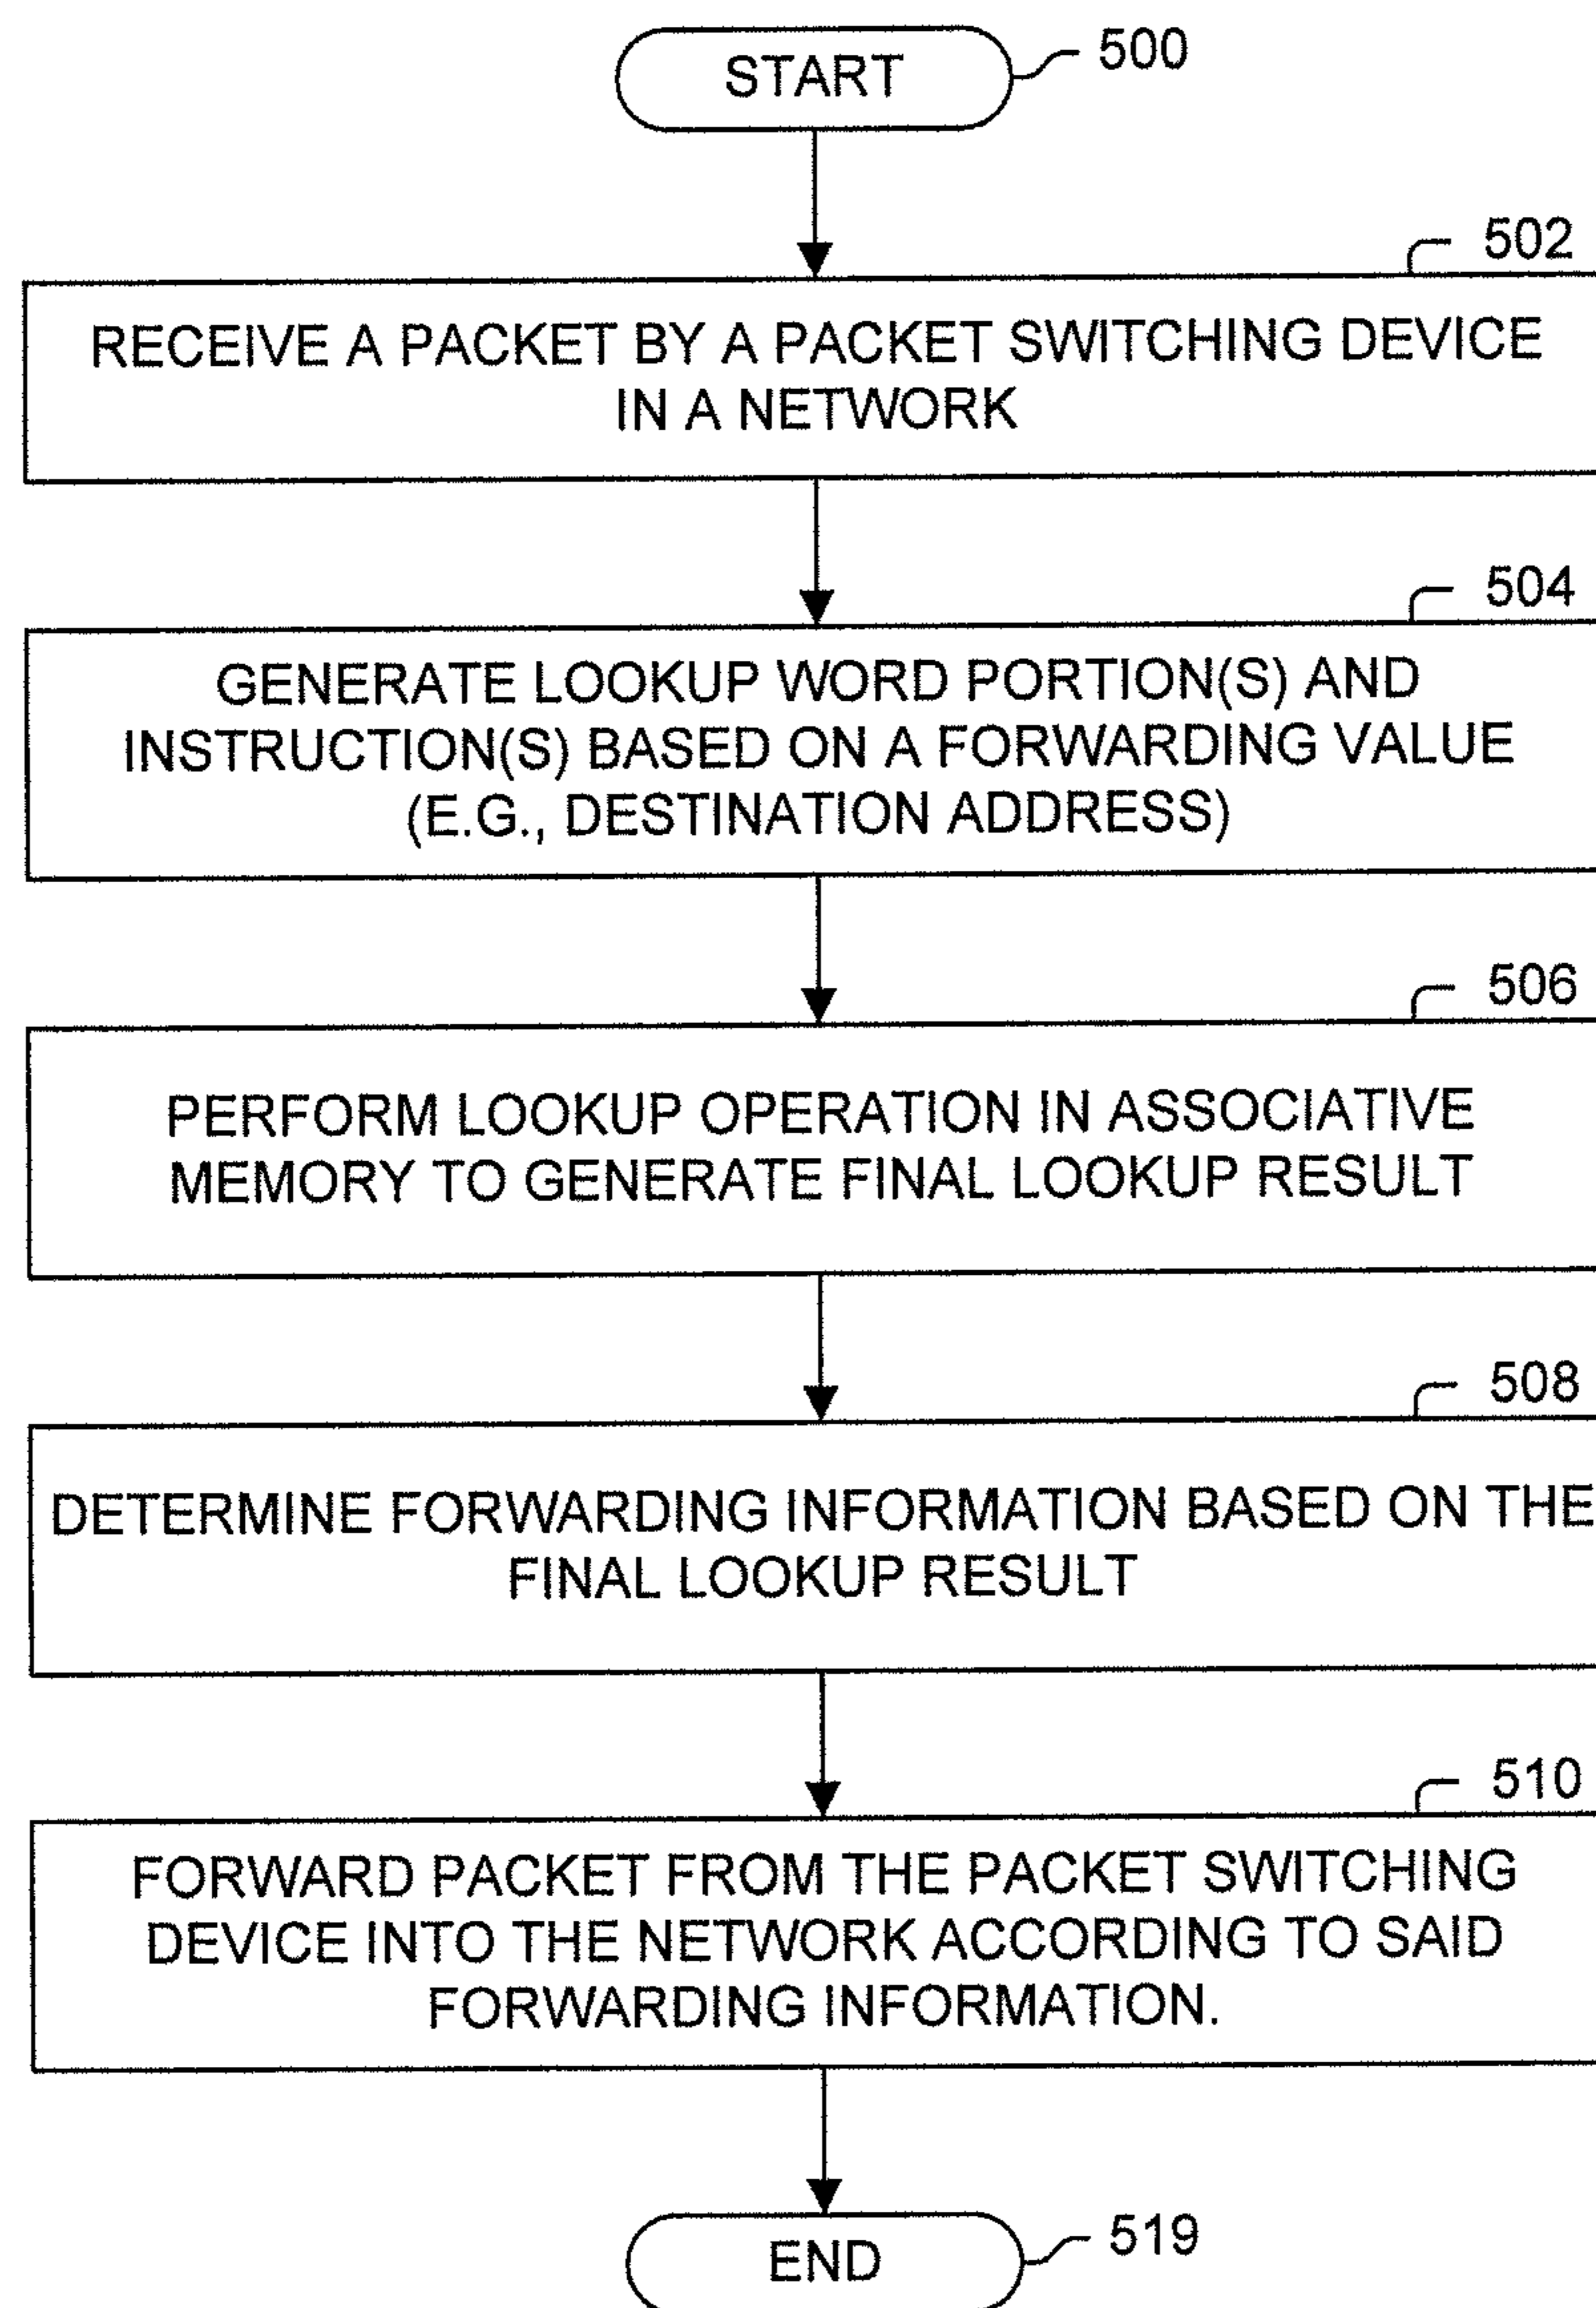 START
500
502
RECEIVE A PACKET BY A PACKET SWITCHING DEVICE
IN A NETWORK
504
GENERATE LOOKUP WORD PORTION(S) AND
INSTRUCTION(S) BASED ON A FORWARDING VALUE
(E.G., DESTINATION ADDRESS)
506
PERFORM LOOKUP OPERATION IN ASSOCIATIVE
MEMORY TO GENERATE FINAL LOOKUP RESULT
508
DETERMINE FORWARDING INFORMATION BASED ON THE
FINAL LOOKUP RESULT
510
FORWARD PACKET FROM THE PACKET SWITCHING
DEVICE INTO THE NETWORK ACCORDING TO SAID
FORWARDING INFORMATION.
END
519